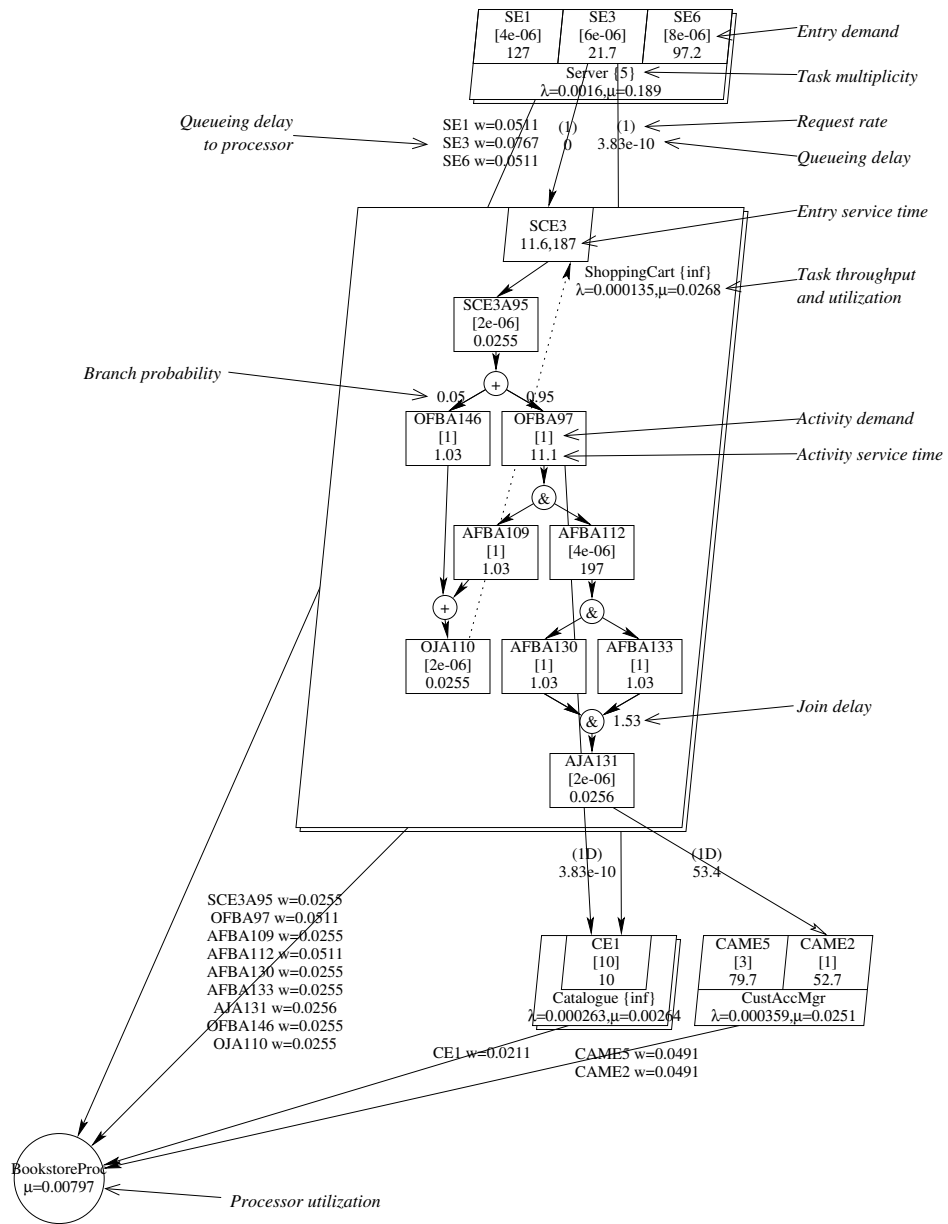 SE1 SE3 SE6
[4e-06] [6e-06] [8e-06]
127 21.7 97.2
Entry demand
Server {5}
λ=0.0016,μ=0.189
Task multiplicity
Queueing delay
to processor
SE1 w=0.0511
SE3 w=0.0767
SE6 w=0.0511
(1)
0
(1)
3.83e-10
Request rate
Queueing delay
SCE3
11.6,187
Entry service time
ShoppingCart {inf}
λ=0.000135,μ=0.0268
Task throughput
and utilization
SCE3A95
[2e-06]
0.0255
Branch probability
+
0.05 0.95
OFBA146
[1]
1.03
OFBA97
[1]
11.1
Activity demand
Activity service time
&
AFBA109
[1]
1.03
AFBA112
[4e-06]
197
+
&
OJA110
[2e-06]
0.0255
AFBA130
[1]
1.03
AFBA133
[1]
1.03
& 1.53
Join delay
AJA131
[2e-06]
0.0256
(1D)
3.83e-10
(1D)
53.4
SCE3A95 w=0.0255
OFBA97 w=0.0511
AFBA109 w=0.0255
AFBA112 w=0.0511
AFBA130 w=0.0255
AFBA133 w=0.0255
AJA131 w=0.0256
OFBA146 w=0.0255
OJA110 w=0.0255
CE1
[10]
10
Catalogue {inf}
λ=0.000263,μ=0.00264
CAME5 CAME2
[3] [1]
79.7 52.7
CustAccMgr
λ=0.000359,μ=0.0251
CE1 w=0.0211
CAME5 w=0.0491
CAME2 w=0.0491
BookstoreProc
μ=0.00797
Processor utilization